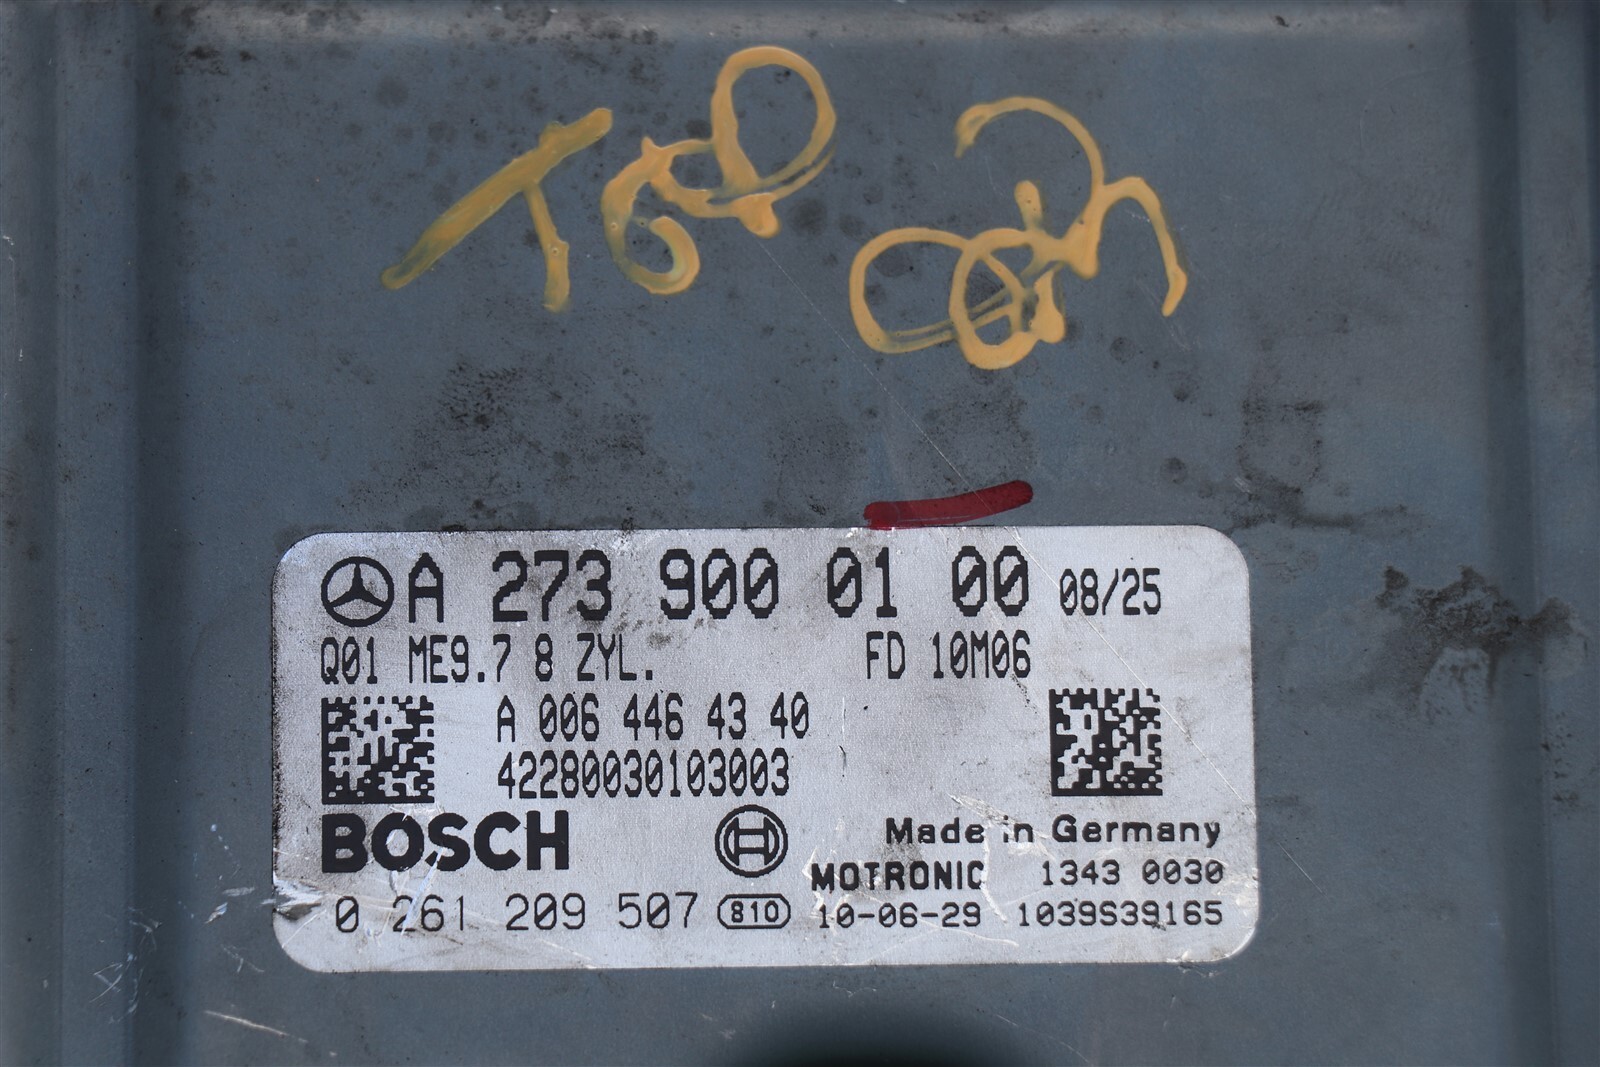 A 273 900 01 00 08/25
Q01 ME9.7 8 ZYL. FD 10M06
A 006 446 43 40
42280030103003
BOSCH
Made in Germany
MOTRONIC 1343 0030
0 261 209 507 810 10-06-29 1039S39165